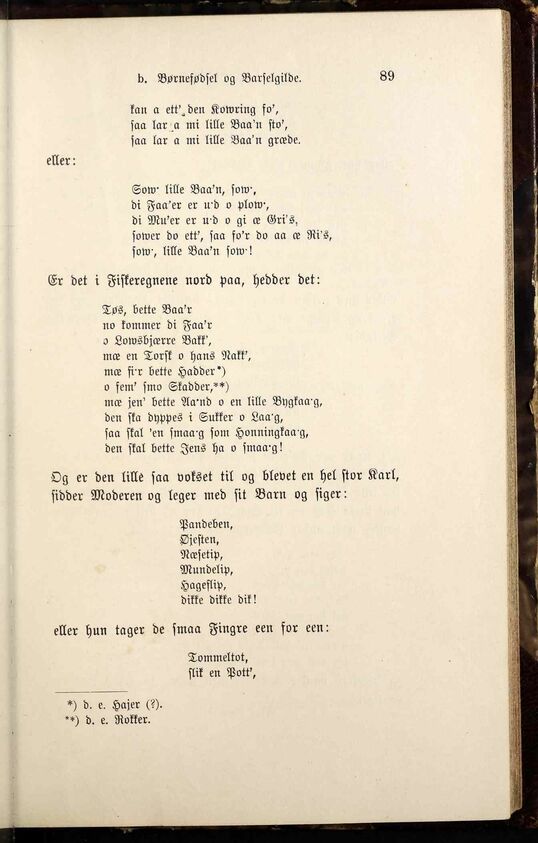 b. Børnefødsel og Barselgilde. 89
kan a ett' den Kowring fo',
saa lar a mi lille Baa'n sto',
saa lar a mi lille Baa'n græde.
eller:
Sow· lille Baa'n, sow·,
di Faa'er er u·d o plow·,
di Mu'er er u·d o gi æ Gri's,
sower do ett', saa fo'r do aa æ Ri's,
sow·, lille Baa'n sow·!
Er det i Fiskeregnene nord paa, hedder det:
Tøs, bette Baa'r
no kommer di Faa'r
o Lowsbjærre Bakk',
mæ en Torsk o hans Nakk',
mæ fi·r bette Hadder*)
o fem' smo Skadder,**)
mæ jen' bette Aa·nd o en lille Bygkaa·g,
den ska dyppes i Sukker o Laa·g,
saa skal 'en smaa·g som Honningkaa·g,
den skal bette Jens ha o smaa·g!
Og er den lille saa vokset til og blevet en hel stor Karl,
sidder Moderen og leger med sit Barn og siger:
Pandeben,
Øjesten,
Næsetip,
Mundelip,
Hageslip,
dikke dikke dik!
eller hun tager de smaa Fingre een for een:
Tommeltot,
slik en Pott',
*) d. e. Hajer (?).
**) d. e. Rokker.